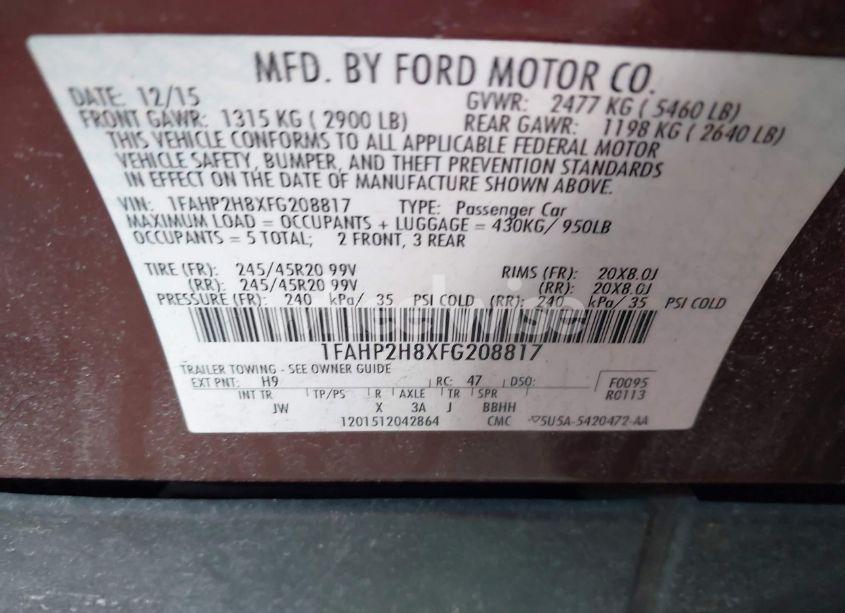 MFD. BY FORD MOTOR CO.
DATE: 12/15 GVWR: 2477 KG ( 5460 LB)
FRONT GAWR: 1315 KG ( 2900 LB) REAR GAWR: 1198 KG ( 2640 LB)
THIS VEHICLE CONFORMS TO ALL APPLICABLE FEDERAL MOTOR
VEHICLE SAFETY, BUMPER, AND THEFT PREVENTION STANDARDS
IN EFFECT ON THE DATE OF MANUFACTURE SHOWN ABOVE.
VIN: 1FAHP2H8XFG208817 TYPE: Passenger Car
MAXIMUM LOAD = OCCUPANTS + LUGGAGE = 430KG/ 950LB
OCCUPANTS = 5 TOTAL; 2 FRONT, 3 REAR
TIRE (FR): 245/45R20 99V RIMS (FR): 20X8.0J
(RR): 245/45R20 99V (RR): 20X8.0J
PRESSURE (FR): 240 kPa/ 35 PSI COLD (RR): 240 kPa/ 35 PSI COLD
1FAHP2H8XFG208817
TRAILER TOWING - SEE OWNER GUIDE
EXT PNT: H9 RC: 47 DSO: F0095
INT TR TP/PS R AXLE TR SPR R0113
JW X 3A J BBHH
1201512042864 CMC 5U5A-5420472-AA